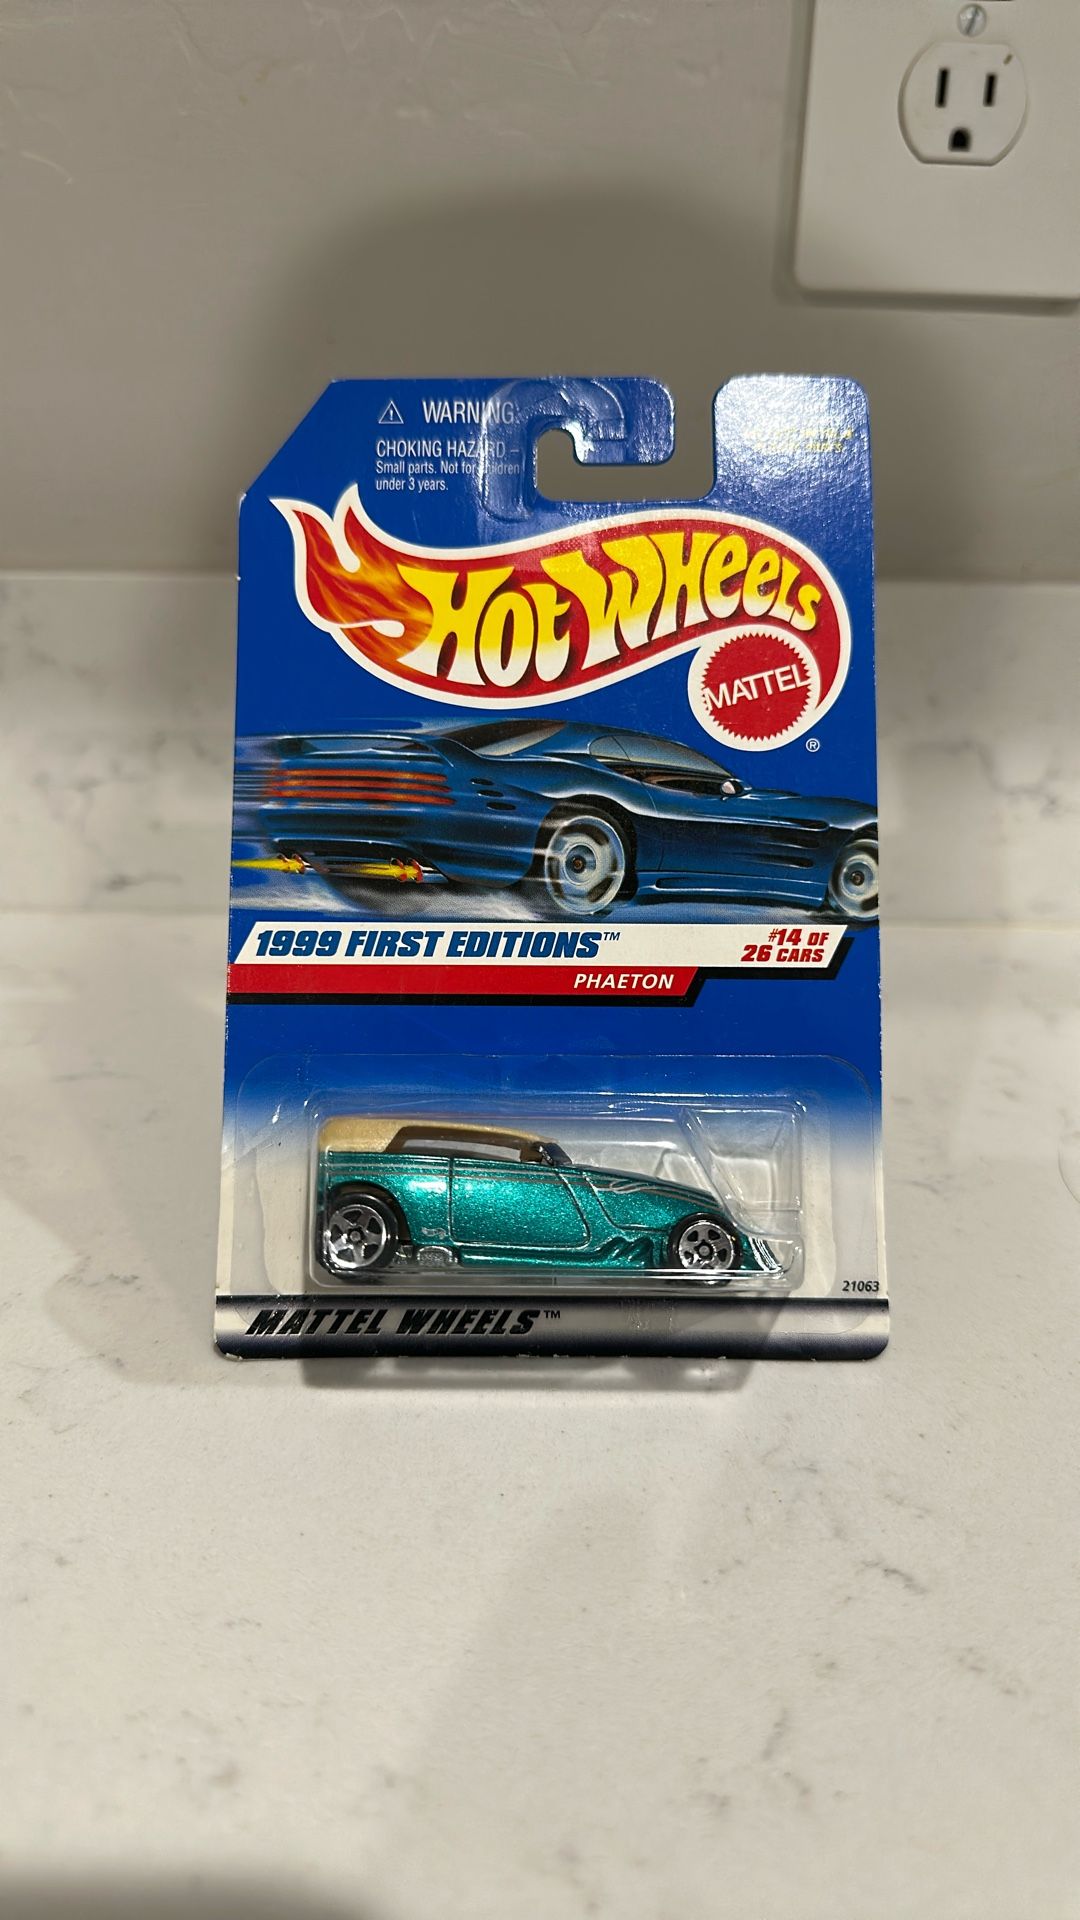 WARNING:
CHOKING HAZARD –
Small parts. Not for children
under 3 years.
HOT WHEELS
MATTEL
®
1999 FIRST EDITIONS™
#14 OF
26 CARS
PHAETON
21063
MATTEL WHEELS™